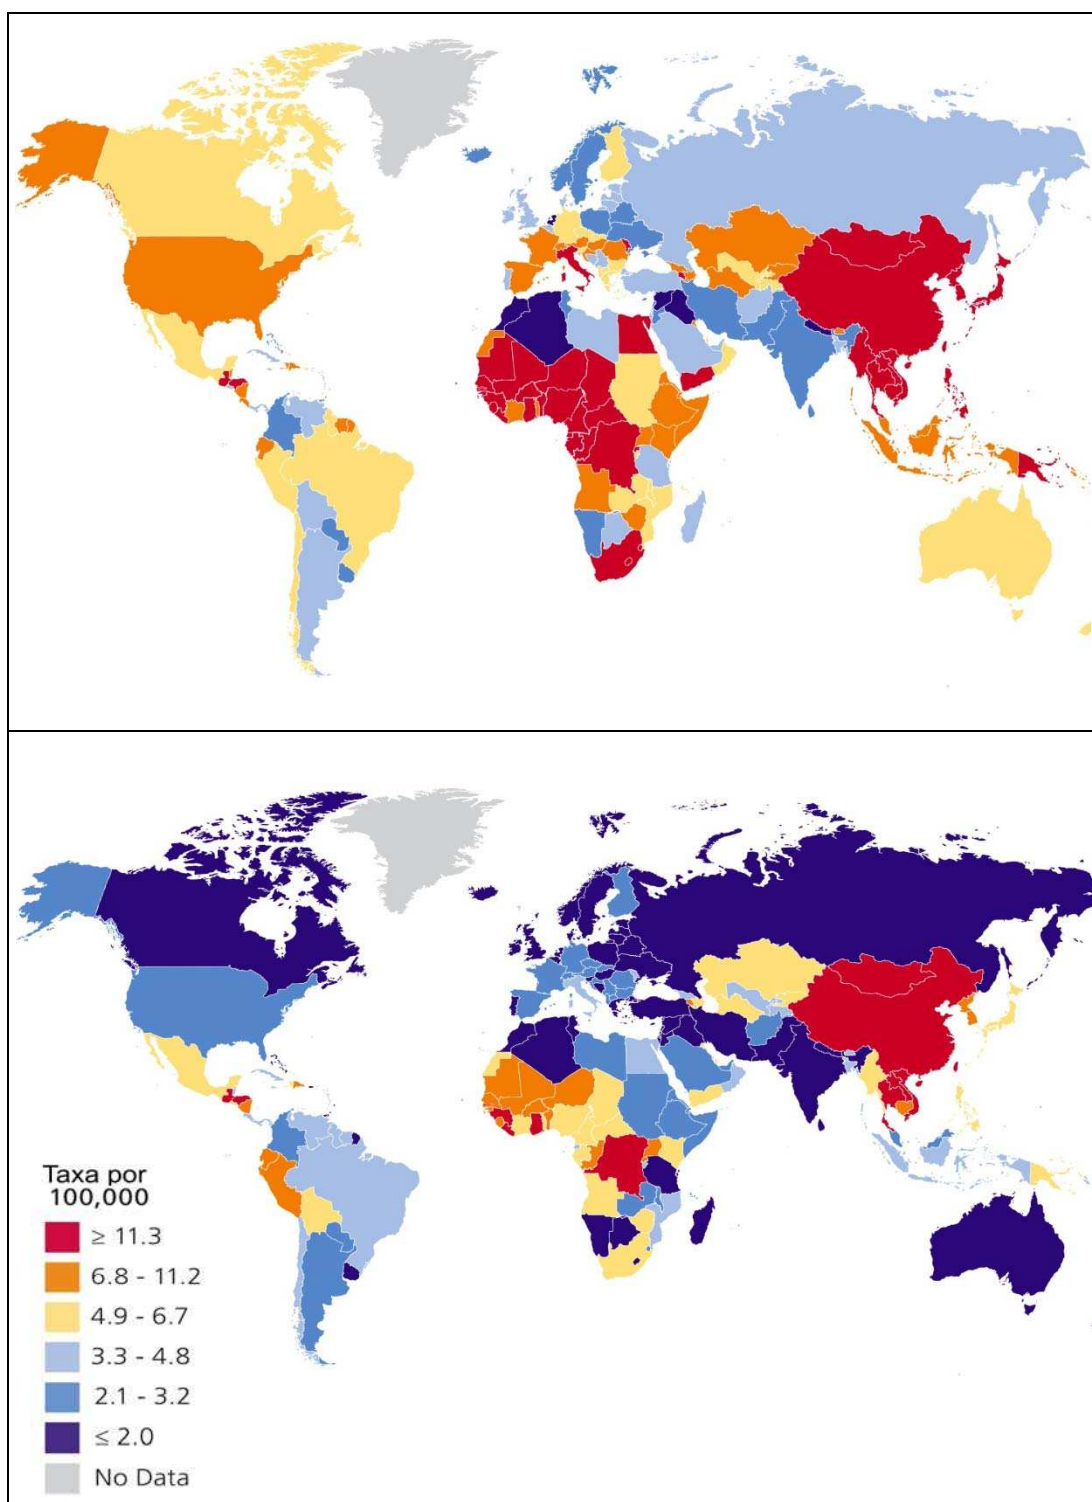 Taxa por
100,000
≥ 11.3
6.8 - 11.2
4.9 - 6.7
3.3 - 4.8
2.1 - 3.2
≤ 2.0
No Data